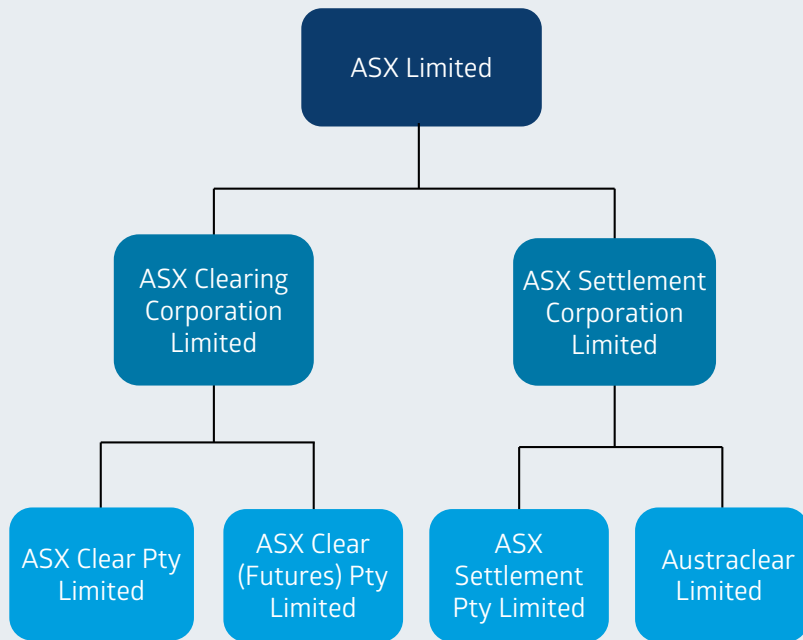 ASX Limited
ASX Clearing
Corporation
Limited
ASX Settlement
Corporation
Limited
ASX Clear Pty
Limited
ASX Clear
(Futures) Pty
Limited
ASX
Settlement
Pty Limited
Austraclear
Limited